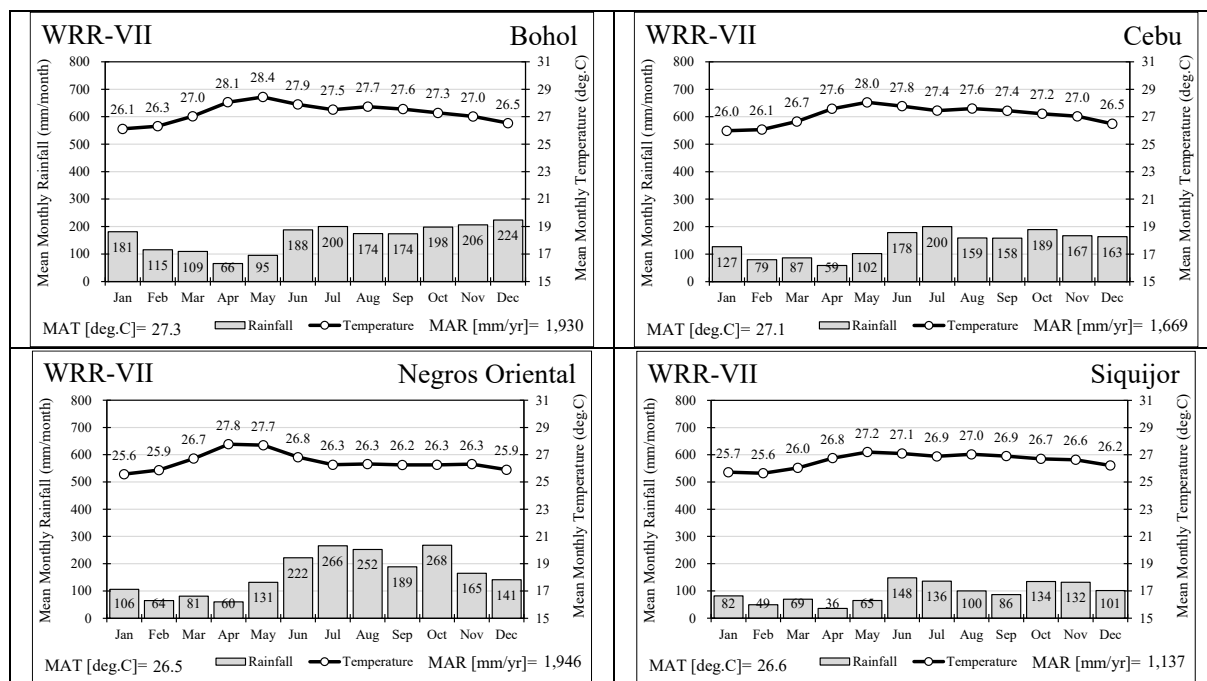 WRR-VII Bohol
Mean Monthly Rainfall (mm/month)
800
700
600
500
400
300
200
100
0
26.1 26.3 27.0 28.1 28.4 27.9 27.5 27.7 27.6 27.3 27.0 26.5
181 115 109 66 95 188 200 174 174 198 206 224
31
29
27
25
23
21
19
17
15
Mean Monthly Temperature (deg.C)
Jan Feb Mar Apr May Jun Jul Aug Sep Oct Nov Dec
MAT [deg.C]= 27.3 Rainfall Temperature MAR [mm/yr]= 1,930
WRR-VII Cebu
Mean Monthly Rainfall (mm/month)
800
700
600
500
400
300
200
100
0
26.0 26.1 26.7 27.6 28.0 27.8 27.4 27.6 27.4 27.2 27.0 26.5
127 79 87 59 102 178 200 159 158 189 167 163
31
29
27
25
23
21
19
17
15
Mean Monthly Temperature (deg.C)
Jan Feb Mar Apr May Jun Jul Aug Sep Oct Nov Dec
MAT [deg.C]= 27.1 Rainfall Temperature MAR [mm/yr]= 1,669
WRR-VII Negros Oriental
Mean Monthly Rainfall (mm/month)
800
700
600
500
400
300
200
100
0
25.6 25.9 26.7 27.8 27.7 26.8 26.3 26.3 26.2 26.3 26.3 25.9
106 64 81 60 131 222 266 252 189 268 165 141
31
29
27
25
23
21
19
17
15
Mean Monthly Temperature (deg.C)
Jan Feb Mar Apr May Jun Jul Aug Sep Oct Nov Dec
MAT [deg.C]= 26.5 Rainfall Temperature MAR [mm/yr]= 1,946
WRR-VII Siquijor
Mean Monthly Rainfall (mm/month)
800
700
600
500
400
300
200
100
0
25.7 25.6 26.0 26.8 27.2 27.1 26.9 27.0 26.9 26.7 26.6 26.2
82 49 69 36 65 148 136 100 86 134 132 101
31
29
27
25
23
21
19
17
15
Mean Monthly Temperature (deg.C)
Jan Feb Mar Apr May Jun Jul Aug Sep Oct Nov Dec
MAT [deg.C]= 26.6 Rainfall Temperature MAR [mm/yr]= 1,137